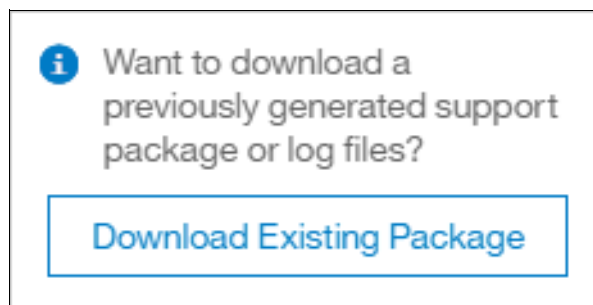 Want to download a
previously generated support
package or log files?
Download Existing Package